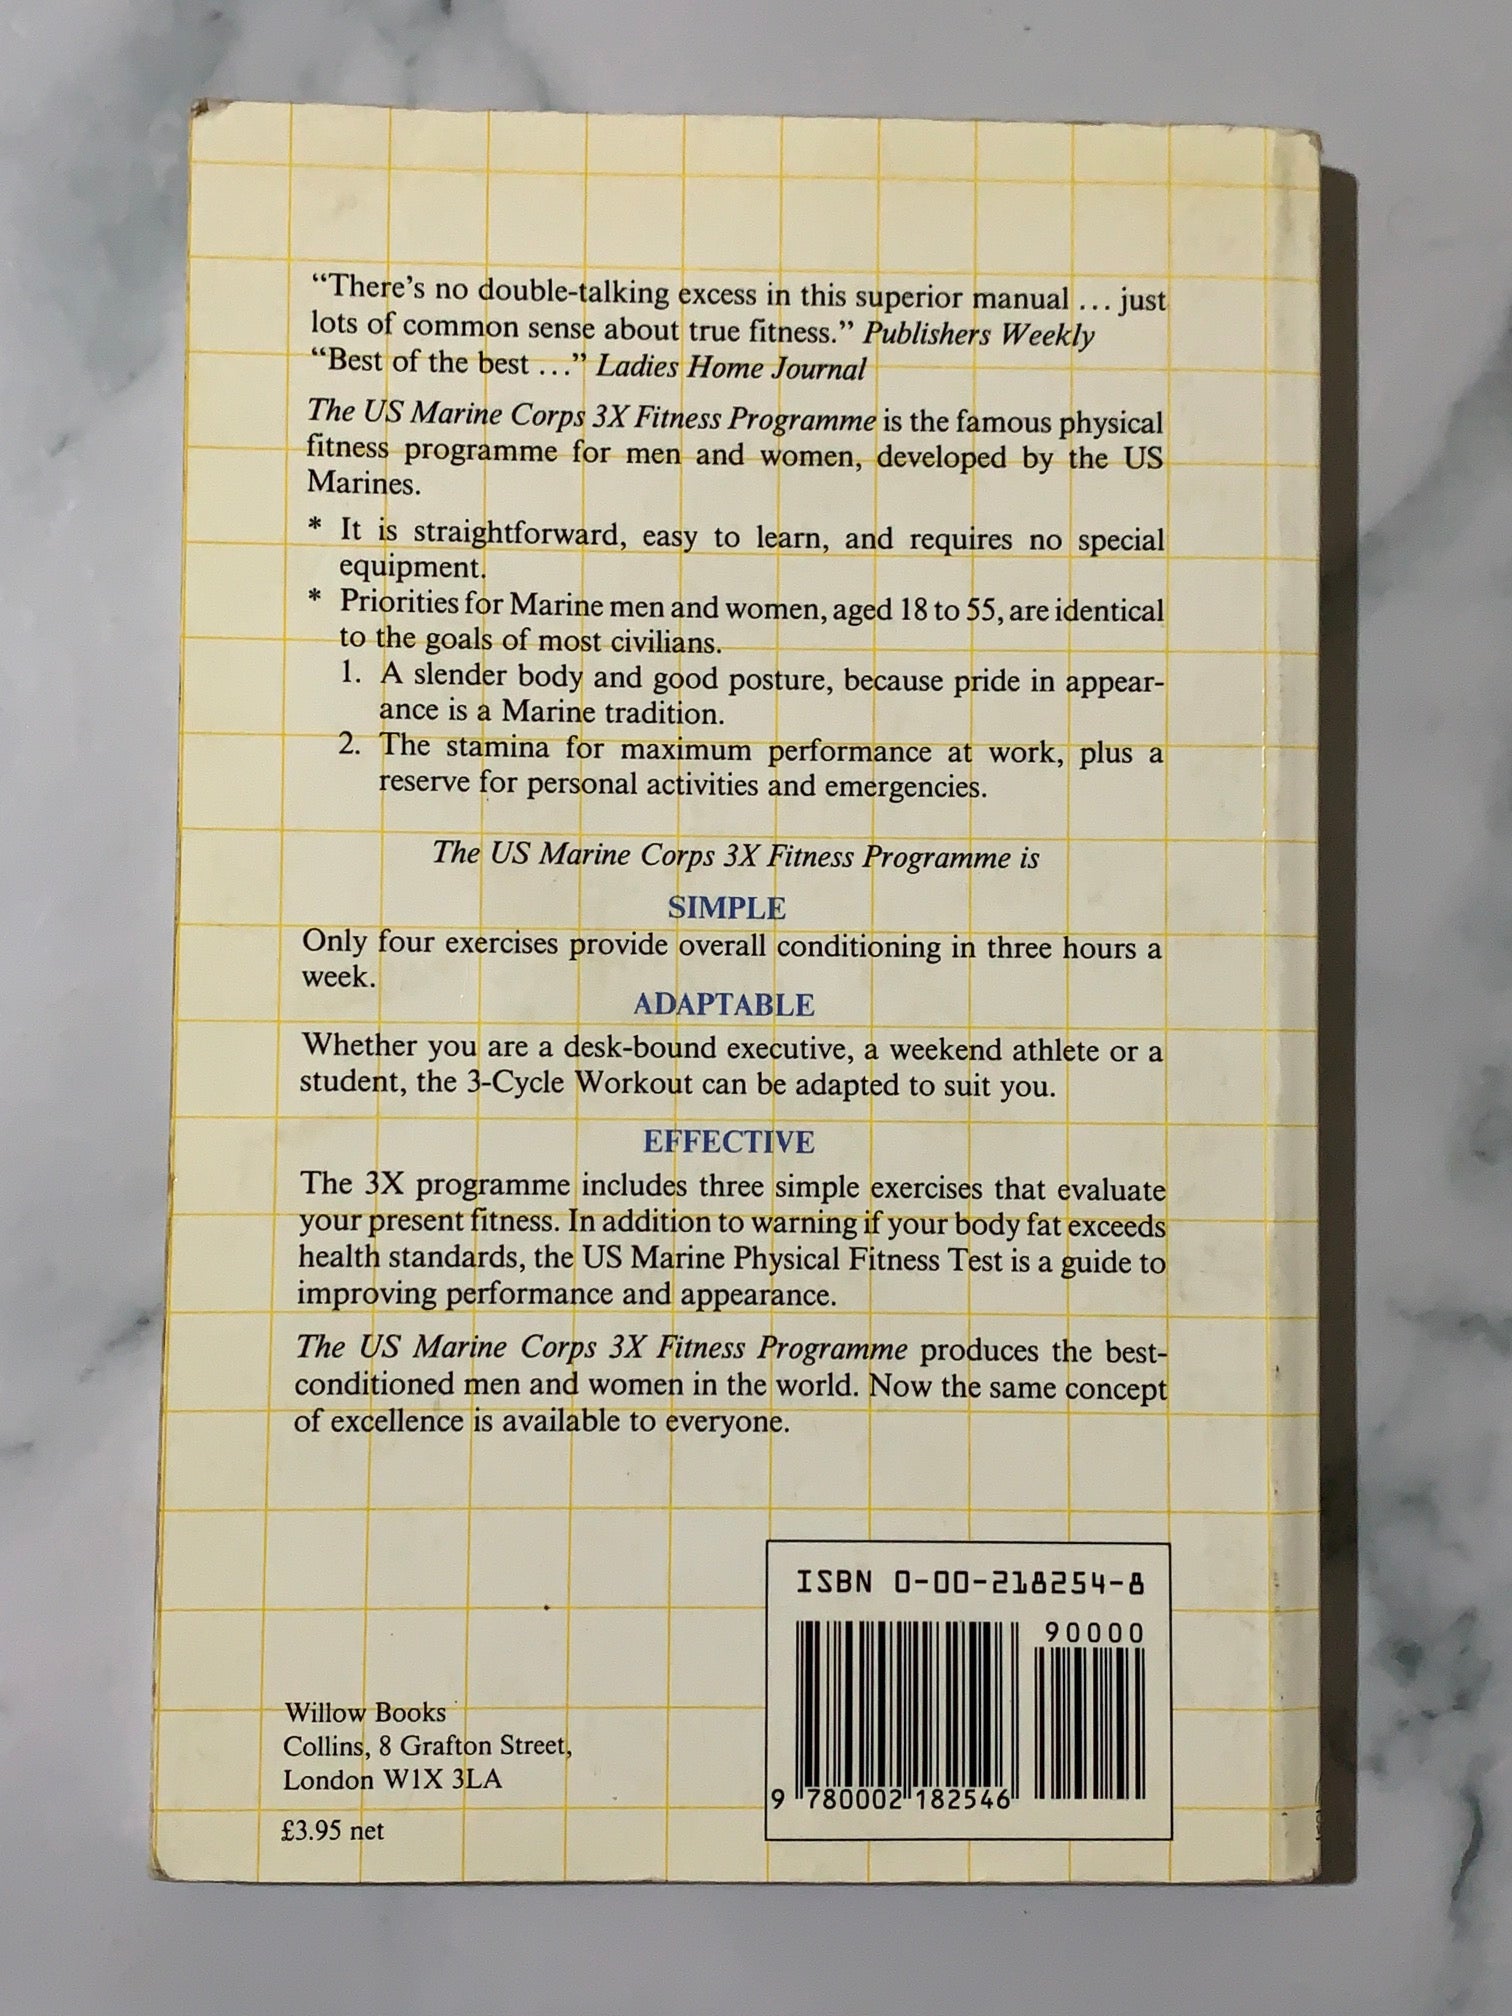 “There’s no double-talking excess in this superior manual ... just
lots of common sense about true fitness.” Publishers Weekly
“Best of the best ...” Ladies Home Journal
The US Marine Corps 3X Fitness Programme is the famous physical
fitness programme for men and women, developed by the US
Marines.
* It is straightforward, easy to learn, and requires no special
equipment.
* Priorities for Marine men and women, aged 18 to 55, are identical
to the goals of most civilians.
1. A slender body and good posture, because pride in appear-
ance is a Marine tradition.
2. The stamina for maximum performance at work, plus a
reserve for personal activities and emergencies.
The US Marine Corps 3X Fitness Programme is
SIMPLE
Only four exercises provide overall conditioning in three hours a
week.
ADAPTABLE
Whether you are a desk-bound executive, a weekend athlete or a
student, the 3-Cycle Workout can be adapted to suit you.
EFFECTIVE
The 3X programme includes three simple exercises that evaluate
your present fitness. In addition to warning if your body fat exceeds
health standards, the US Marine Physical Fitness Test is a guide to
improving performance and appearance.
The US Marine Corps 3X Fitness Programme produces the best-
conditioned men and women in the world. Now the same concept
of excellence is available to everyone.
Willow Books
Collins, 8 Grafton Street,
London W1X 3LA
£3.95 net
ISBN 0-00-218254-8
90000
9 780002 182546